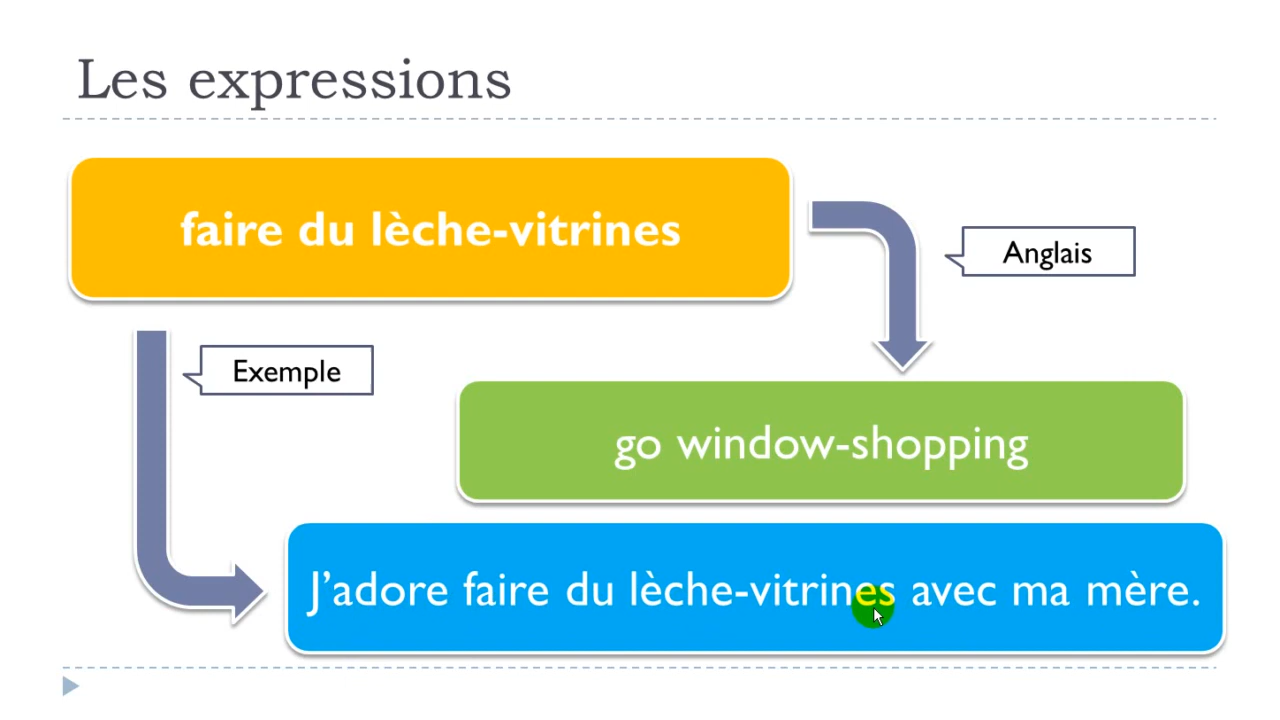 Les expressions
faire du lèche-vitrines
Anglais
Exemple
go window-shopping
J’adore faire du lèche-vitrines avec ma mère.